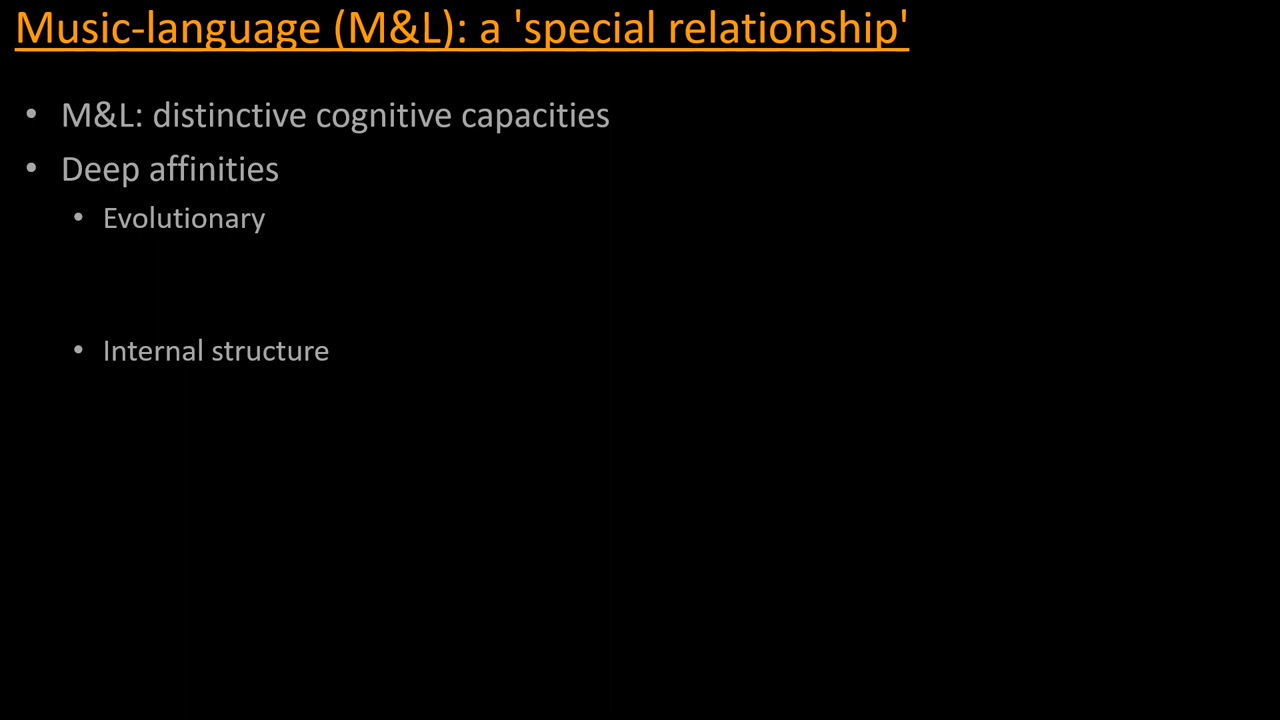 Music-language (M&L): a 'special relationship'
• M&L: distinctive cognitive capacities
• Deep affinities
• Evolutionary
• Internal structure